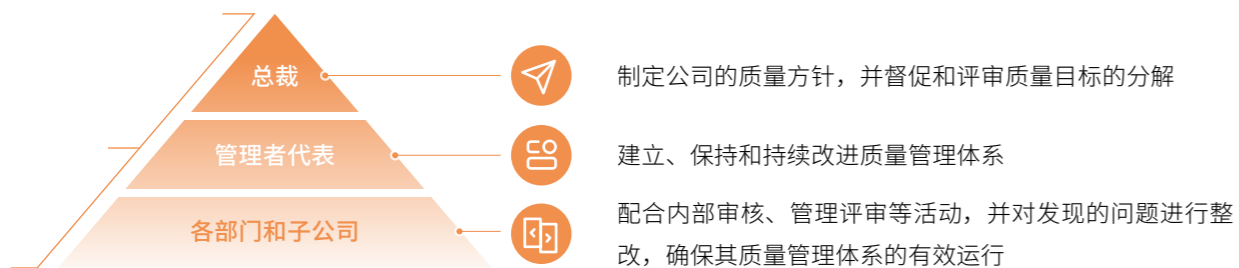 总裁
制定公司的质量方针，并督促和评审质量目标的分解
管理者代表
建立、保持和持续改进质量管理体系
各部门和子公司
配合内部审核、管理评审等活动，并对发现的问题进行整
改，确保其质量管理体系的有效运行